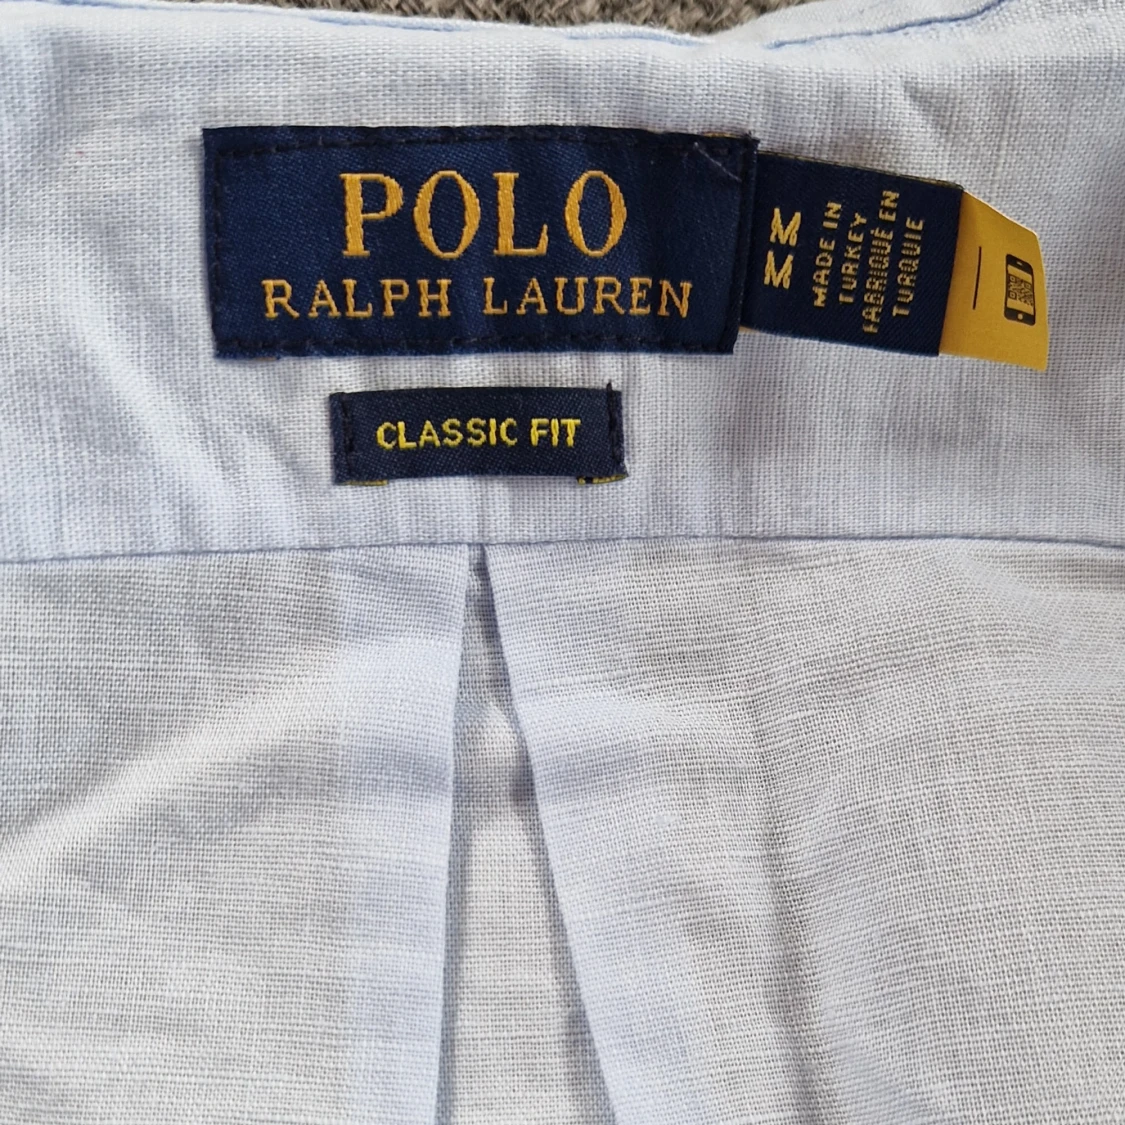 POLO
RALPH LAUREN
M
M
MADE IN
TURKEY
FABRIQUÉ EN
TURQUIE
CLASSIC FIT